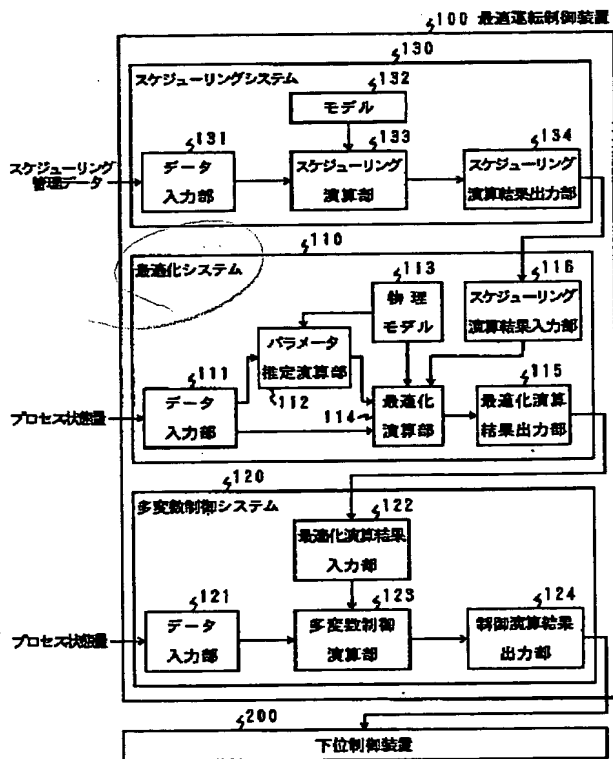 100 最適運転制御装置
130
スケジューリングシステム
132
モデル
131
133
134
スケジューリング
管理データ
データ
入力部
スケジューリング
演算部
スケジューリング
演算結果出力部
110
最適化システム
113
116
物理
モデル
スケジューリング
演算結果入力部
パラメータ
推定演算部
111
112
114
115
プロセス状態量
データ
入力部
最適化
演算部
最適化演算
結果出力部
120
多変数制御システム
122
最適化演算結果
入力部
121
123
124
プロセス状態量
データ
入力部
多変数制御
演算部
制御演算結果
出力部
200
下位制御装置